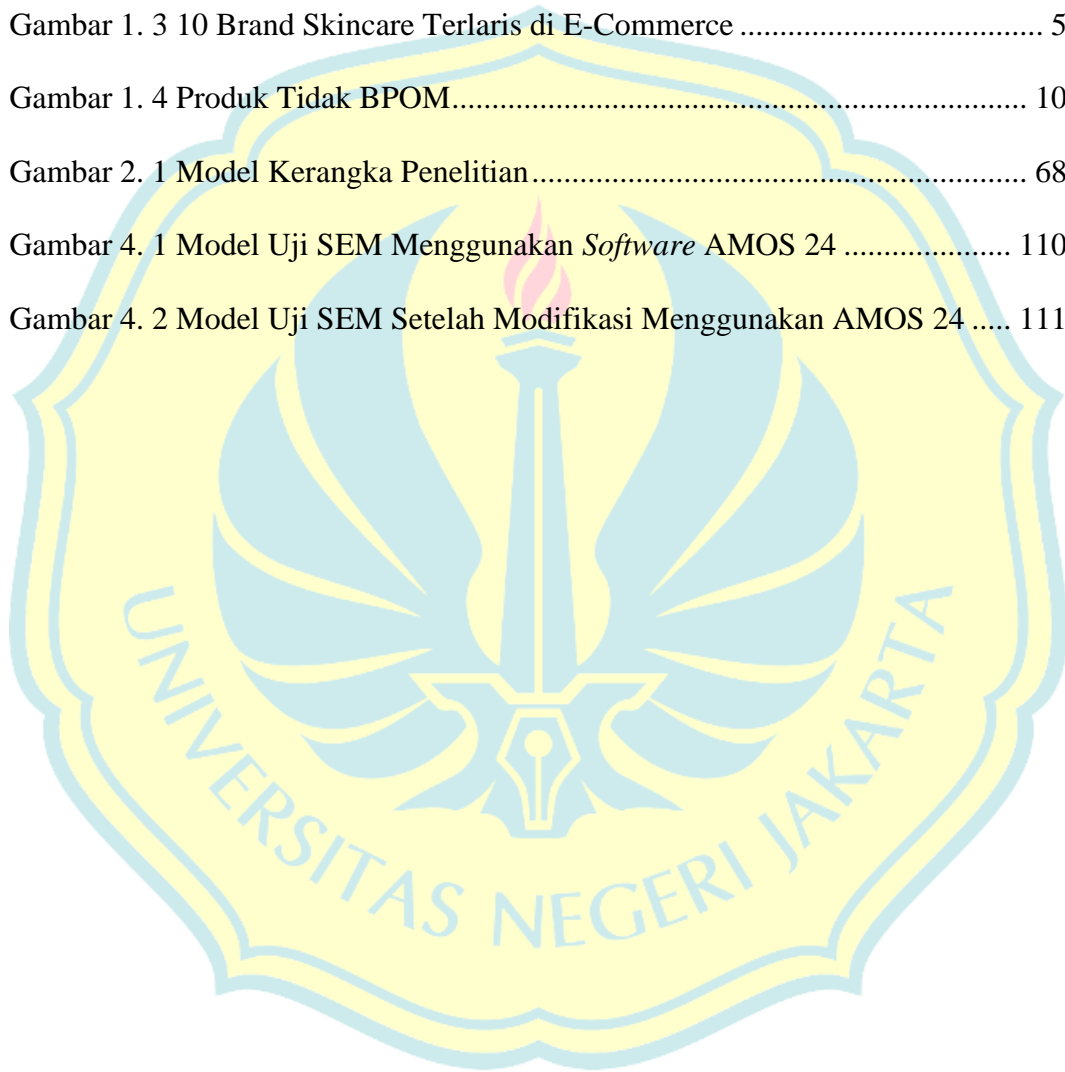 Gambar 1. 3 10 Brand Skincare Terlaris di E-Commerce .................................... 5
Gambar 1. 4 Produk Tidak BPOM.................................................................... 10
Gambar 2. 1 Model Kerangka Penelitian........................................................... 68
Gambar 4. 1 Model Uji SEM Menggunakan Software AMOS 24 .................... 110
Gambar 4. 2 Model Uji SEM Setelah Modifikasi Menggunakan AMOS 24 ..... 111
UNIVERSITAS NEGERI JAKARTA